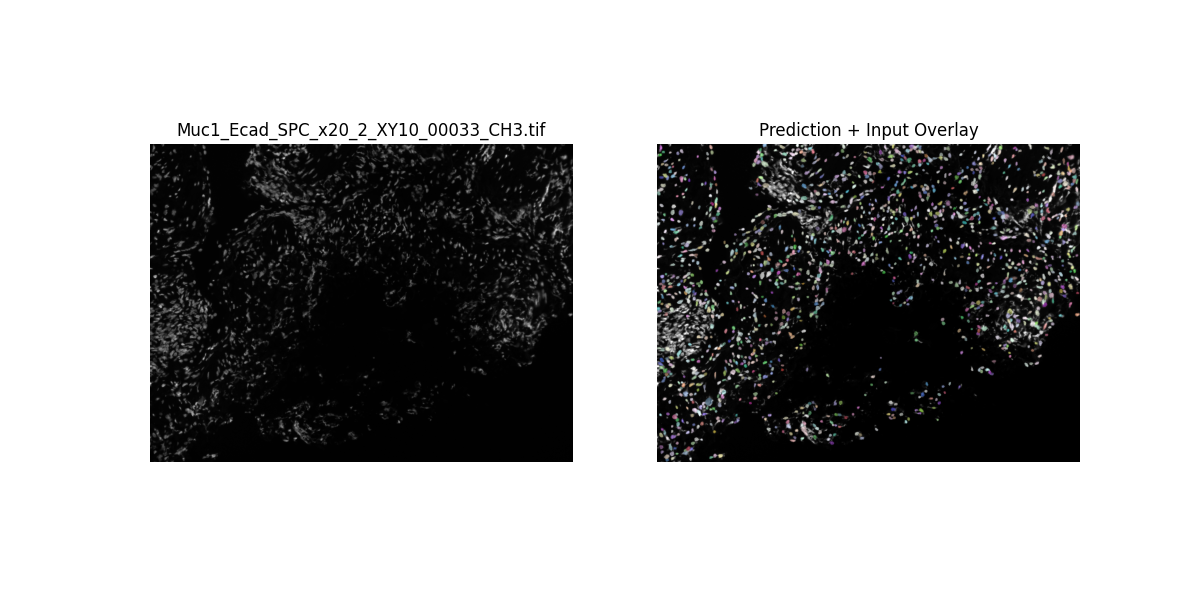 Muc1_Ecad_SPC_x20_2_XY10_00033_CH3.tif
Prediction + Input Overlay